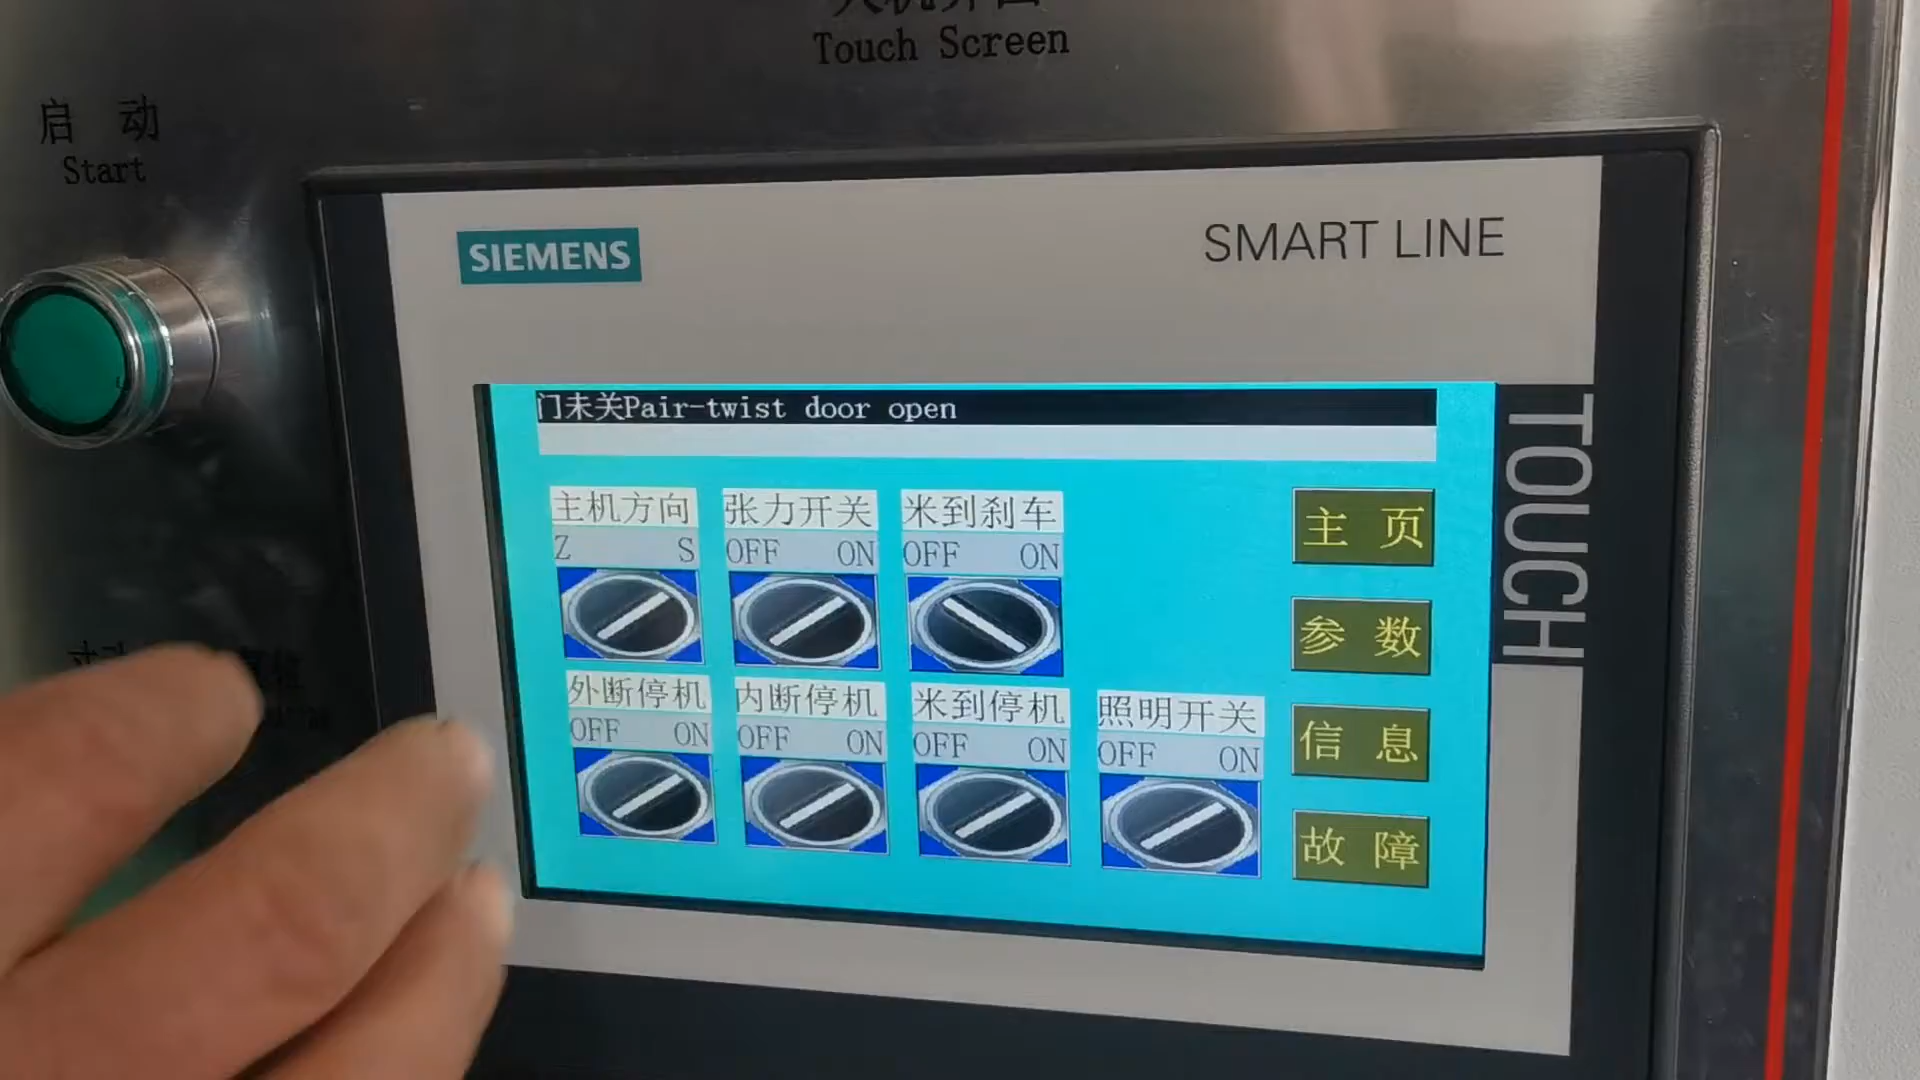 Touch Screen
启 动
Start
SIEMENS
SMART LINE
TOUCH
门未关Pair-twist door open
主机方向
Z S
张力开关
OFF ON
米到刹车
OFF ON
主 页
参 数
外断停机
OFF ON
内断停机
OFF ON
米到停机
OFF ON
照明开关
OFF ON
信 息
故 障